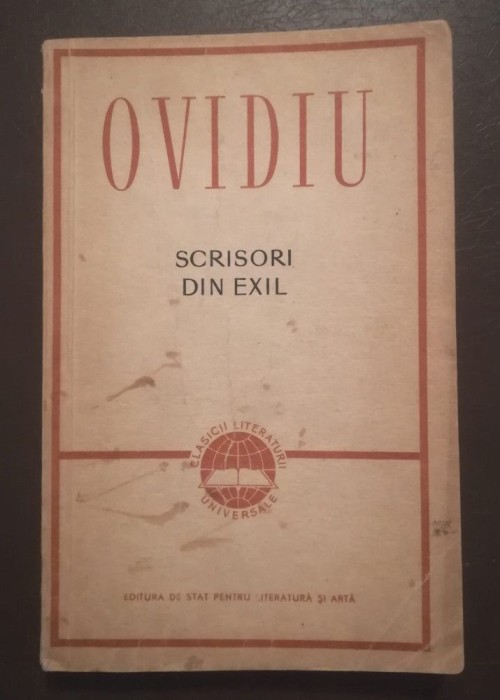 OVIDIU
SCRISORI
DIN EXIL
CLASICII LITERATURII
UNIVERSALE
EDITURA DE STAT PENTRU LITERATURĂ ȘI ARTĂ